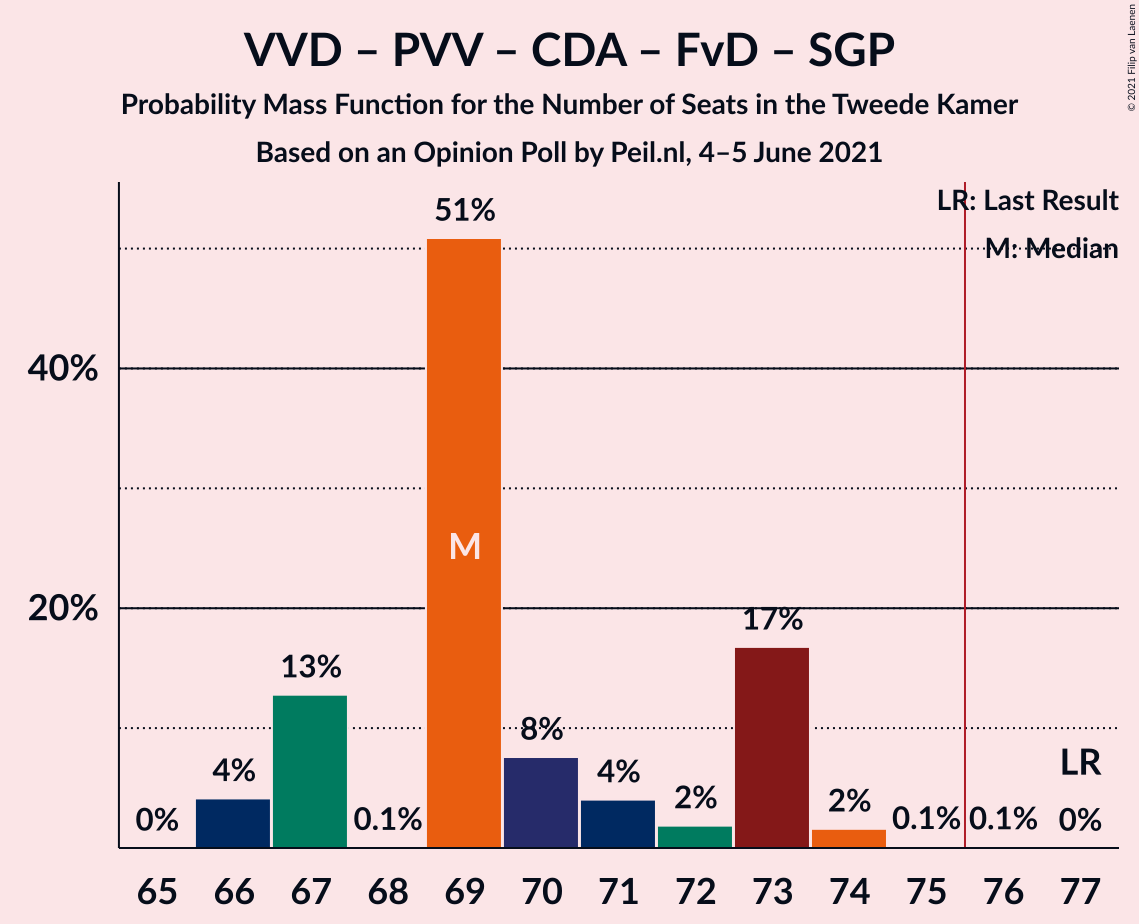 VVD – PVV – CDA – FvD – SGP
Probability Mass Function for the Number of Seats in the Tweede Kamer
Based on an Opinion Poll by Peil.nl, 4–5 June 2021
© 2021 Filip van Laenen
LR: Last Result
M: Median
51%
40%
M
20%
17%
13%
8%
LR
4%
4%
2%
2%
0%
0.1%
0.1%
0.1%
0%
65 66 67 68 69 70 71 72 73 74 75 76 77